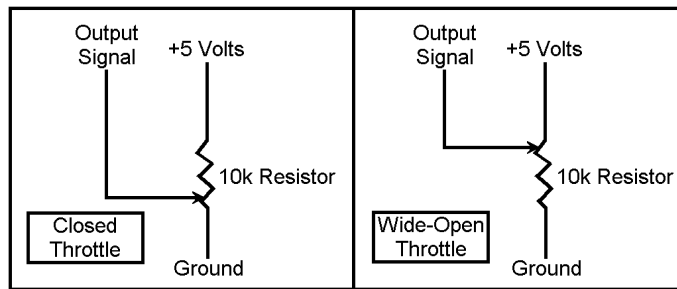 Output
Signal
+5 Volts
10k Resistor
Closed
Throttle
Ground
Output
Signal
+5 Volts
10k Resistor
Wide-Open
Throttle
Ground